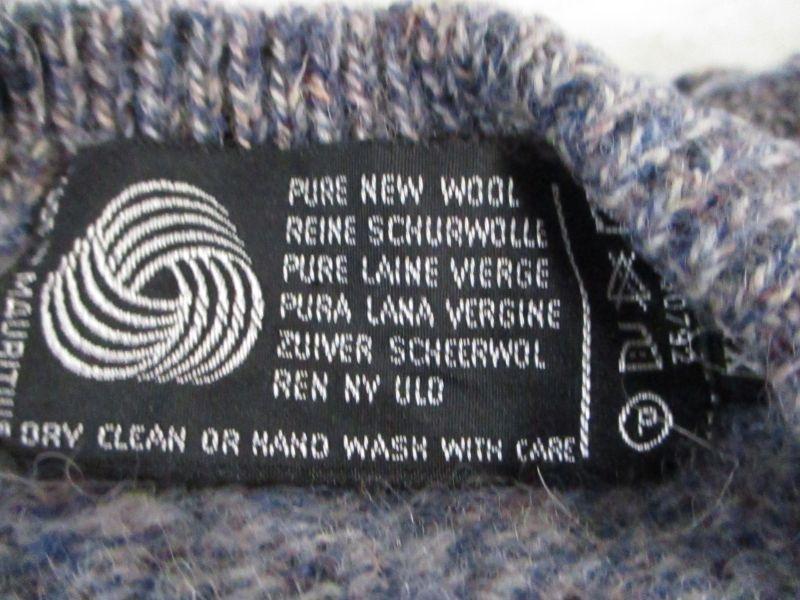 PURE NEW WOOL
REINE SCHURWOLLE
PURE LAINE VIERGE
PURA LANA VERGINE
ZUIVER SCHEERWOL
REN NY ULD
DRY CLEAN OR HAND WASH WITH CARE
P